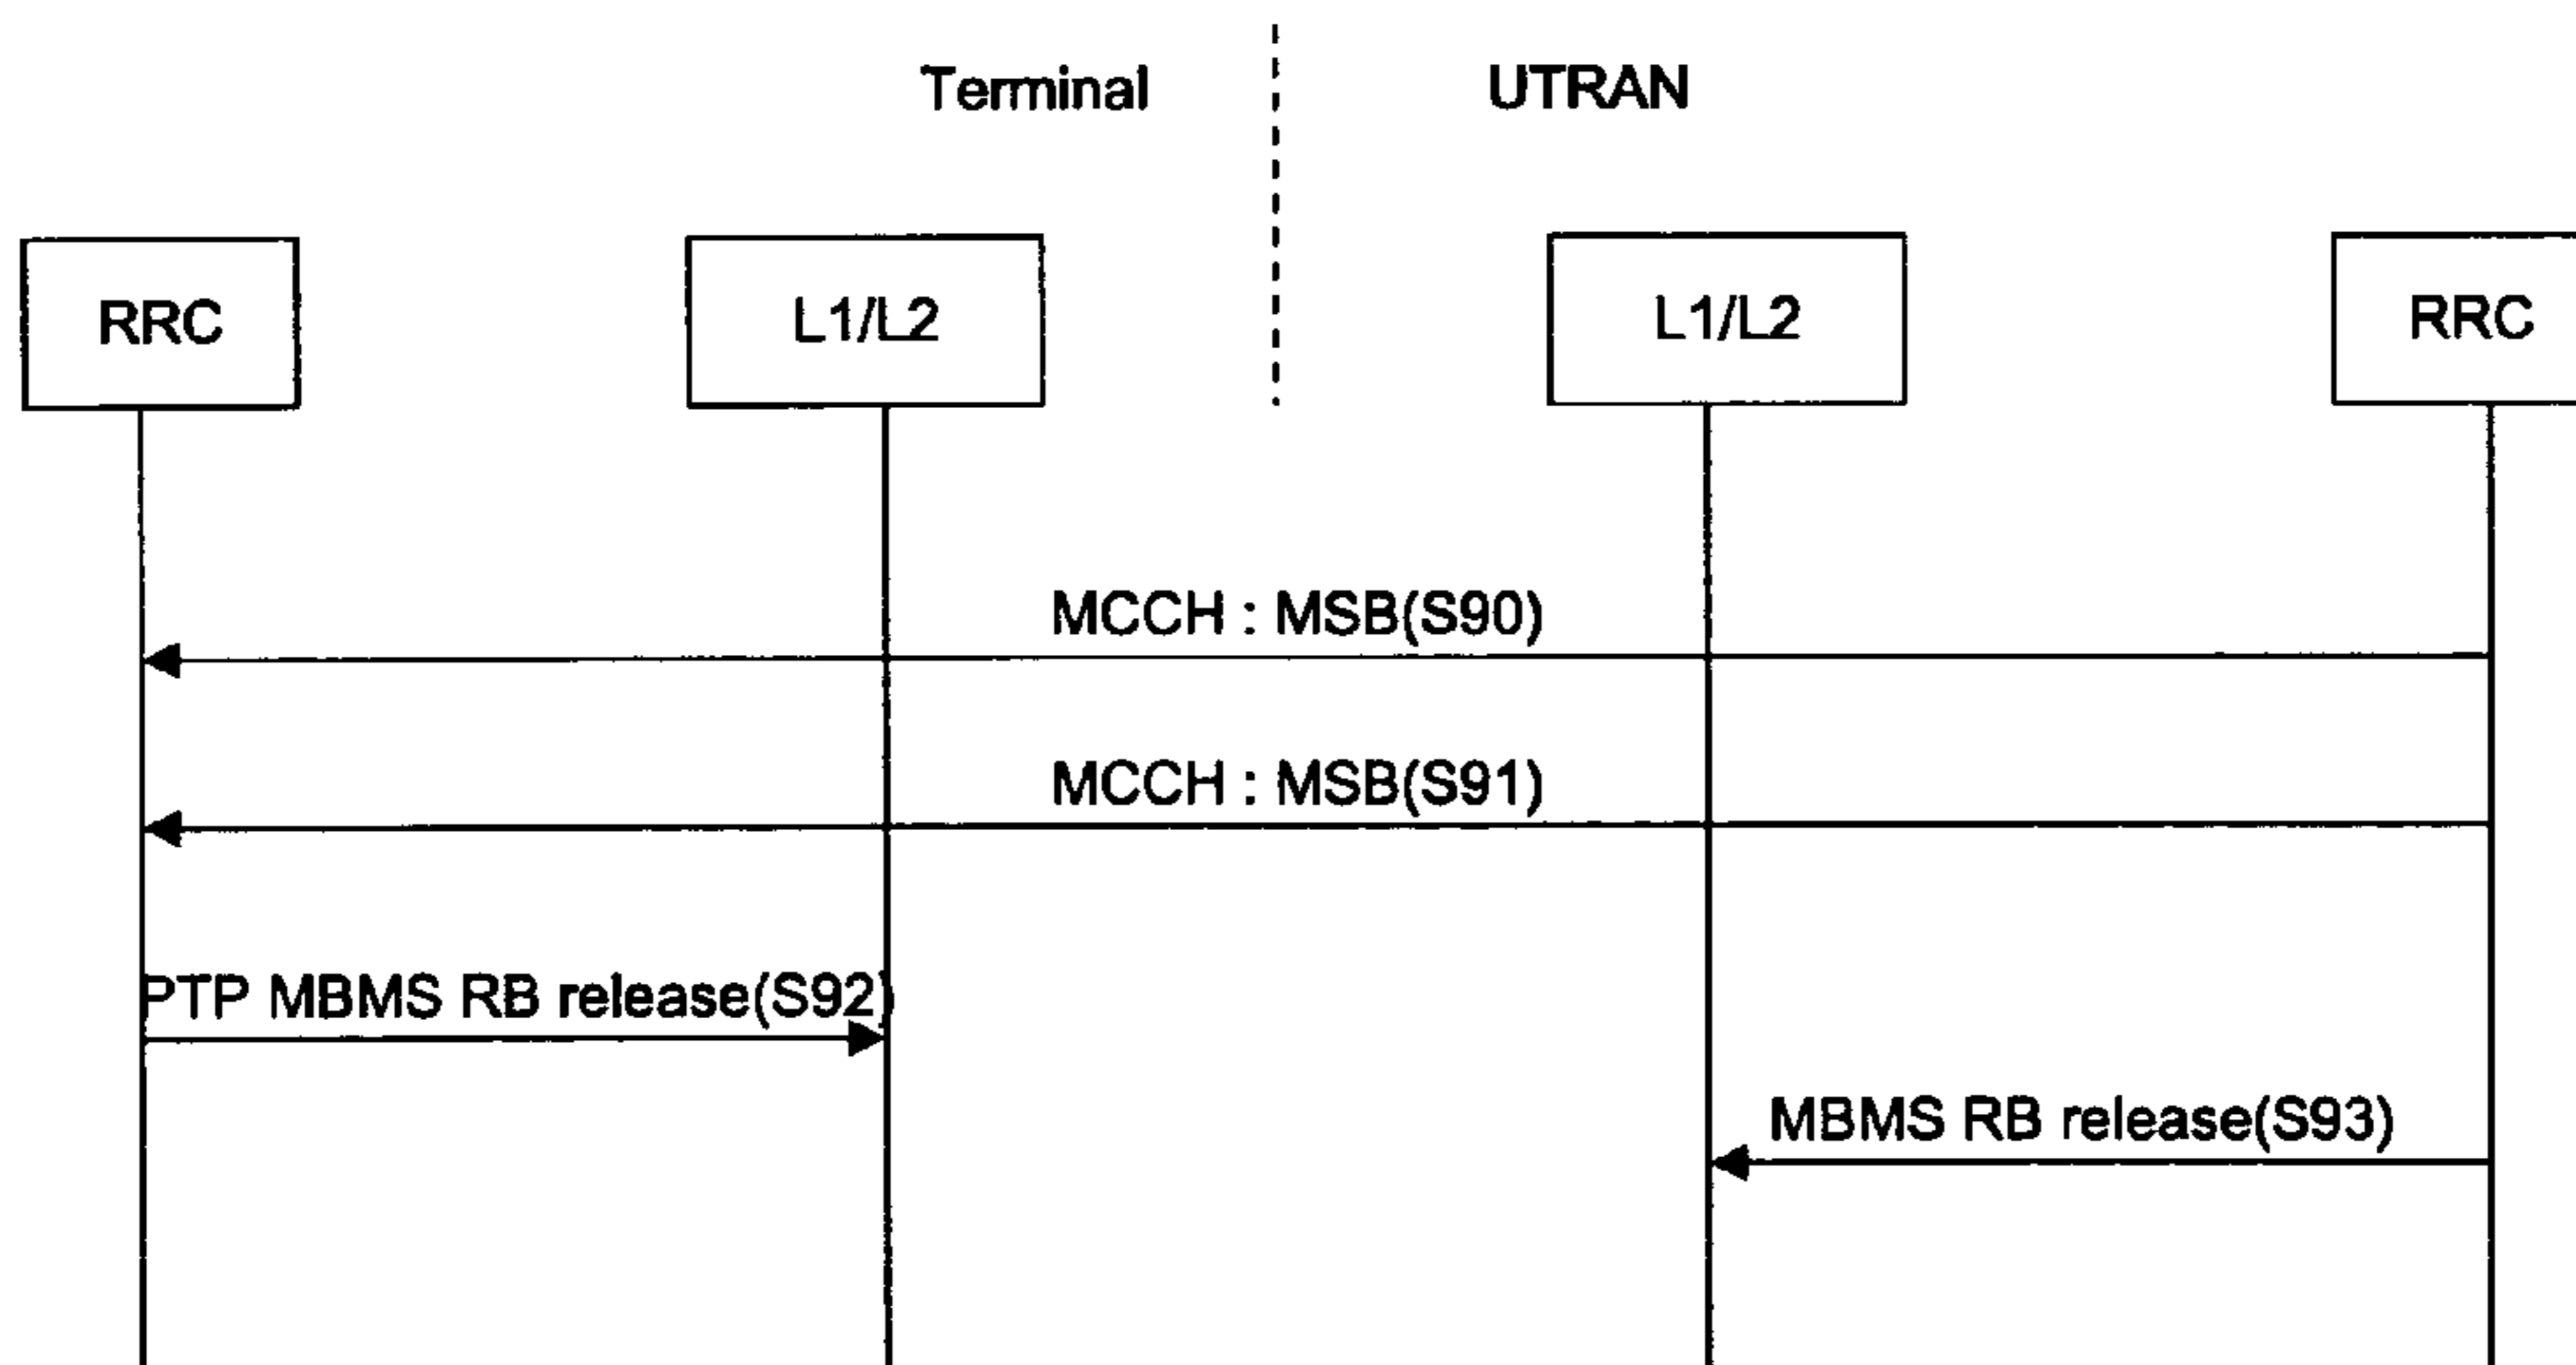 Terminal
UTRAN
RRC
L1/L2
L1/L2
RRC
MCCH : MSB(S90)
MCCH : MSB(S91)
PTP MBMS RB release(S92)
MBMS RB release(S93)